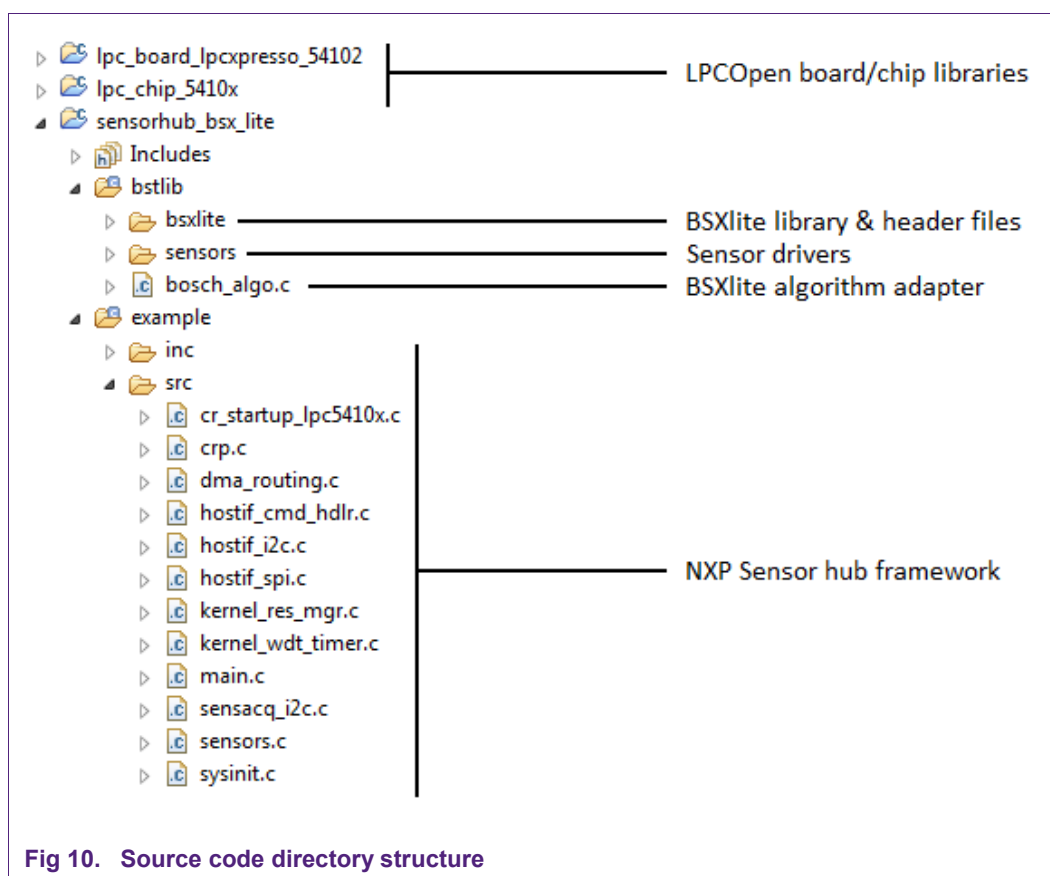 lpc_board_lpcxpresso_54102
lpc_chip_5410x
LPCOpen board/chip libraries
sensorhub_bsx_lite
Includes
bstlib
bsxlite
BSXlite library & header files
sensors
Sensor drivers
bosch_algo.c
BSXlite algorithm adapter
example
inc
src
cr_startup_lpc5410x.c
crp.c
dma_routing.c
hostif_cmd_hdlr.c
hostif_i2c.c
hostif_spi.c
NXP Sensor hub framework
kernel_res_mgr.c
kernel_wdt_timer.c
main.c
sensacq_i2c.c
sensors.c
sysinit.c
Fig 10. Source code directory structure